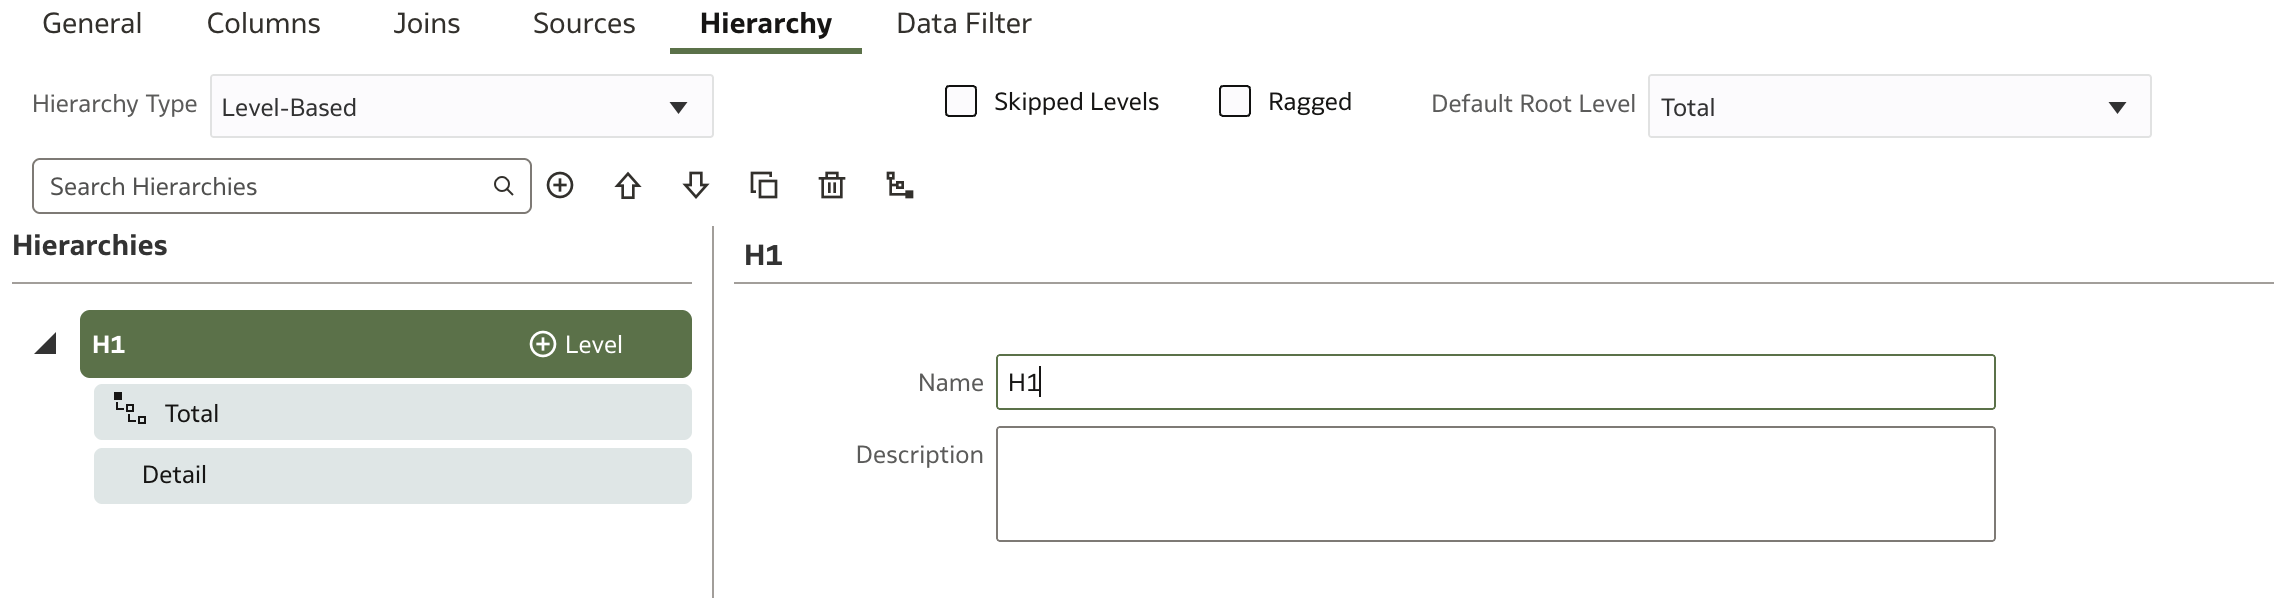 General Columns Joins Sources Hierarchy Data Filter
Hierarchy Type Level-Based Skipped Levels Ragged Default Root Level Total
Search Hierarchies
Hierarchies
H1
H1 Level
Total
Detail
Name H1
Description